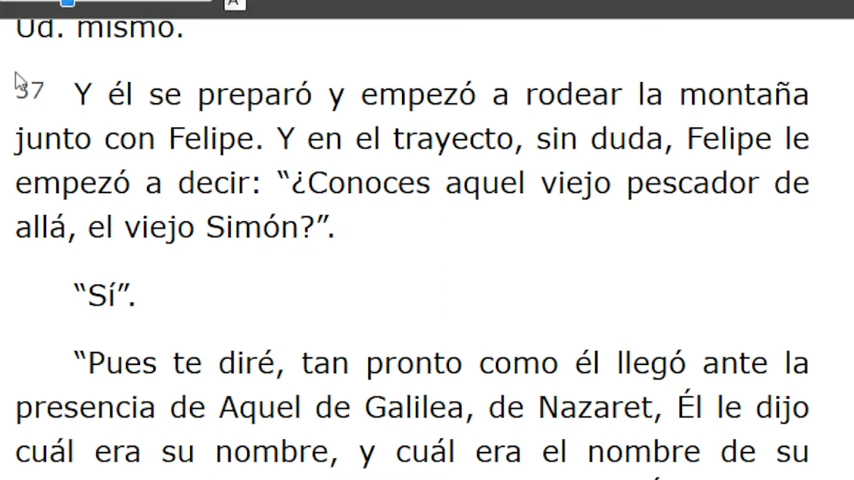 Ud. mismo.
37 Y él se preparó y empezó a rodear la montaña
junto con Felipe. Y en el trayecto, sin duda, Felipe le
empezó a decir: “¿Conoces aquel viejo pescador de
allá, el viejo Simón?”.
“Sí”.
“Pues te diré, tan pronto como él llegó ante la
presencia de Aquel de Galilea, de Nazaret, Él le dijo
cuál era su nombre, y cuál era el nombre de su